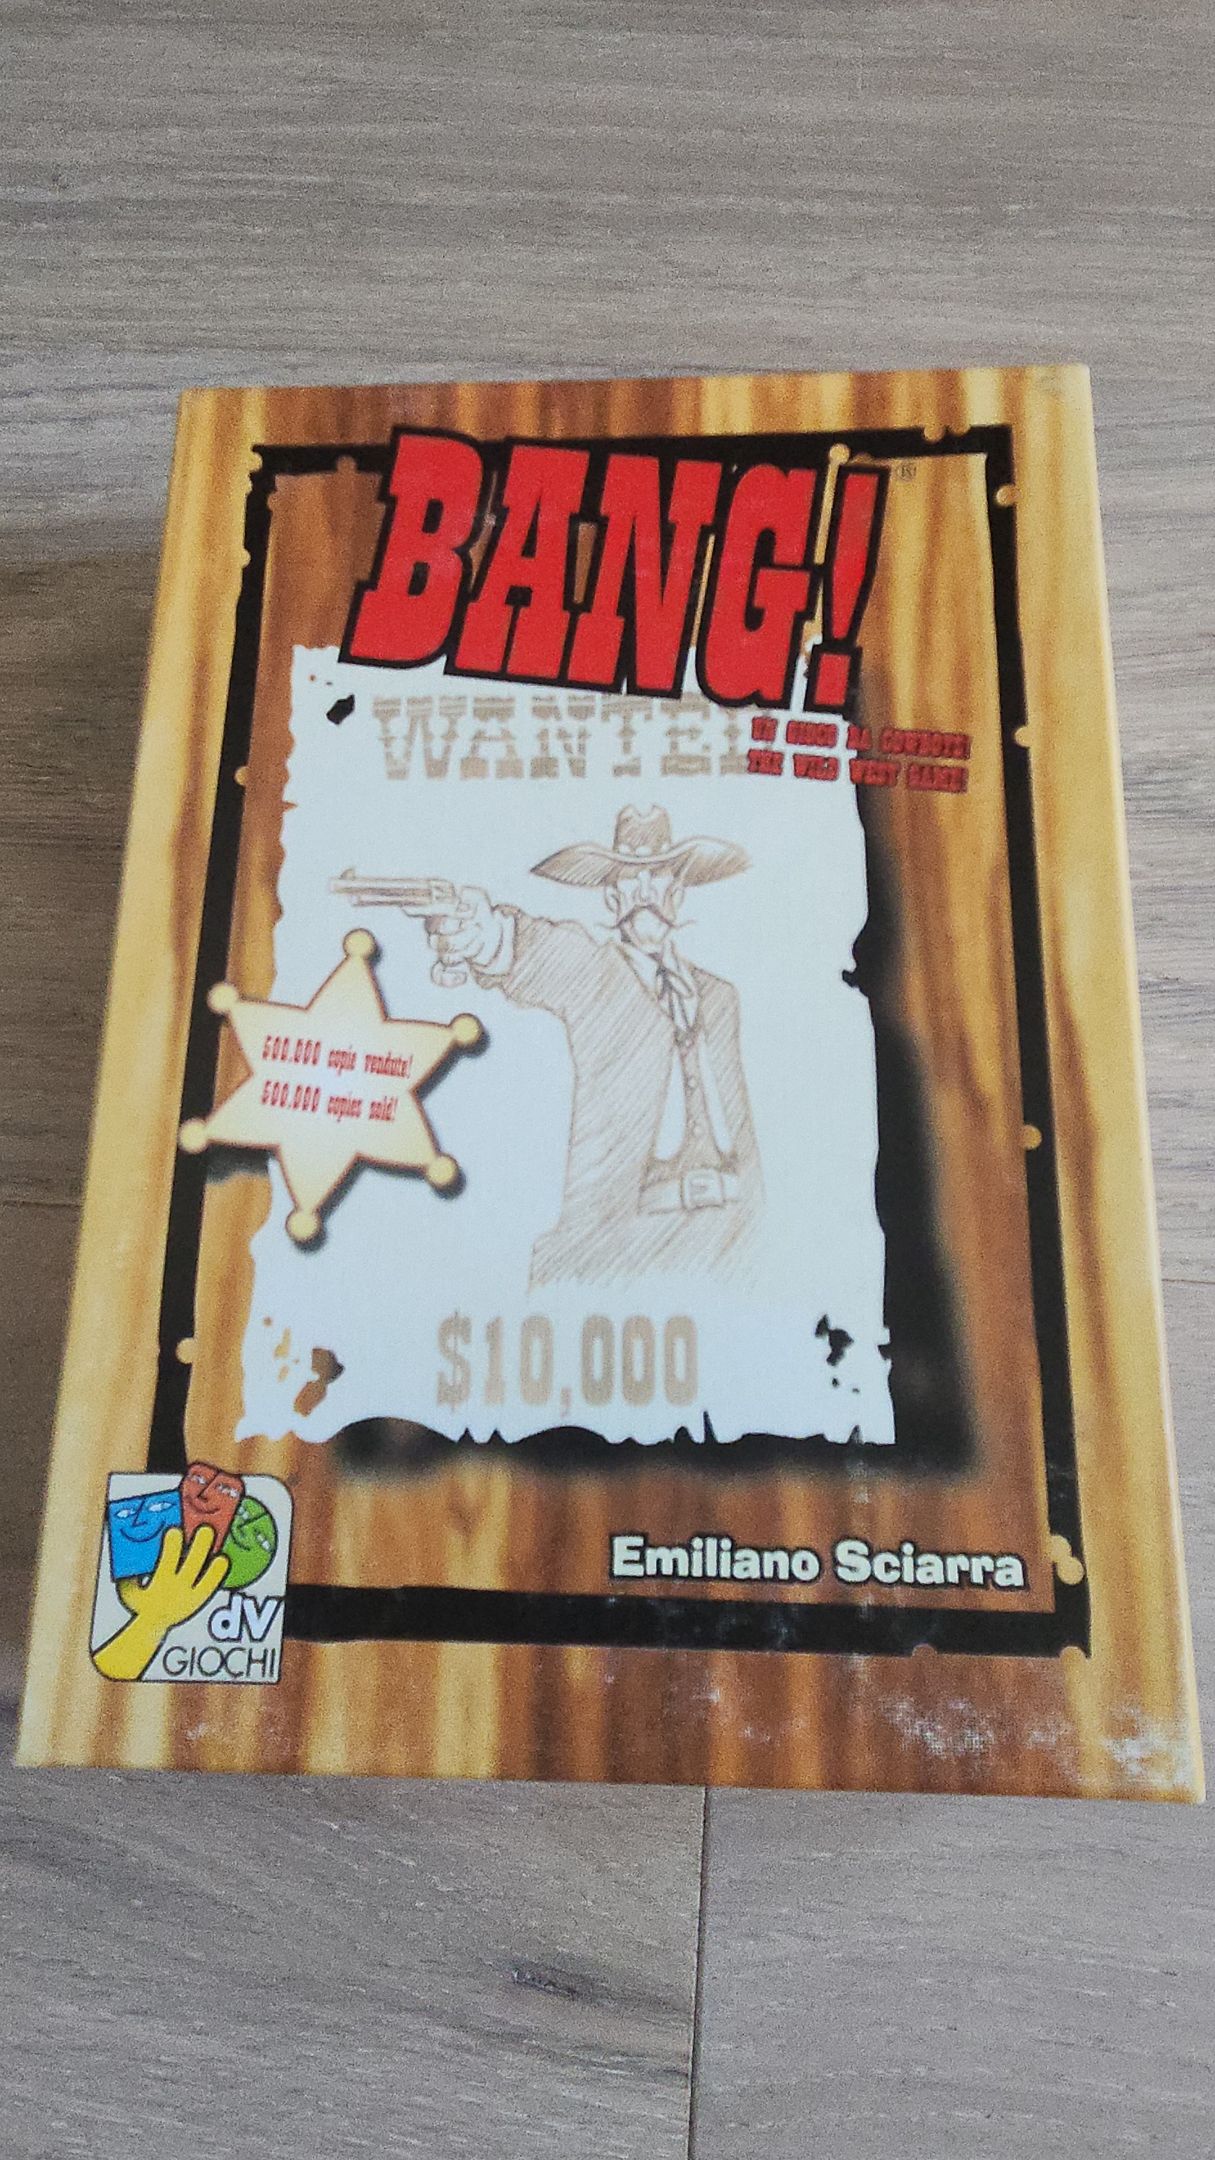 BANG!
®
WANTED
UN GIOCO DA COWBOYS!
THE WILD WEST GAME!
500.000 copie vendute!
500.000 copies sold!
$10,000
Emiliano Sciarra
dV
GIOCHI